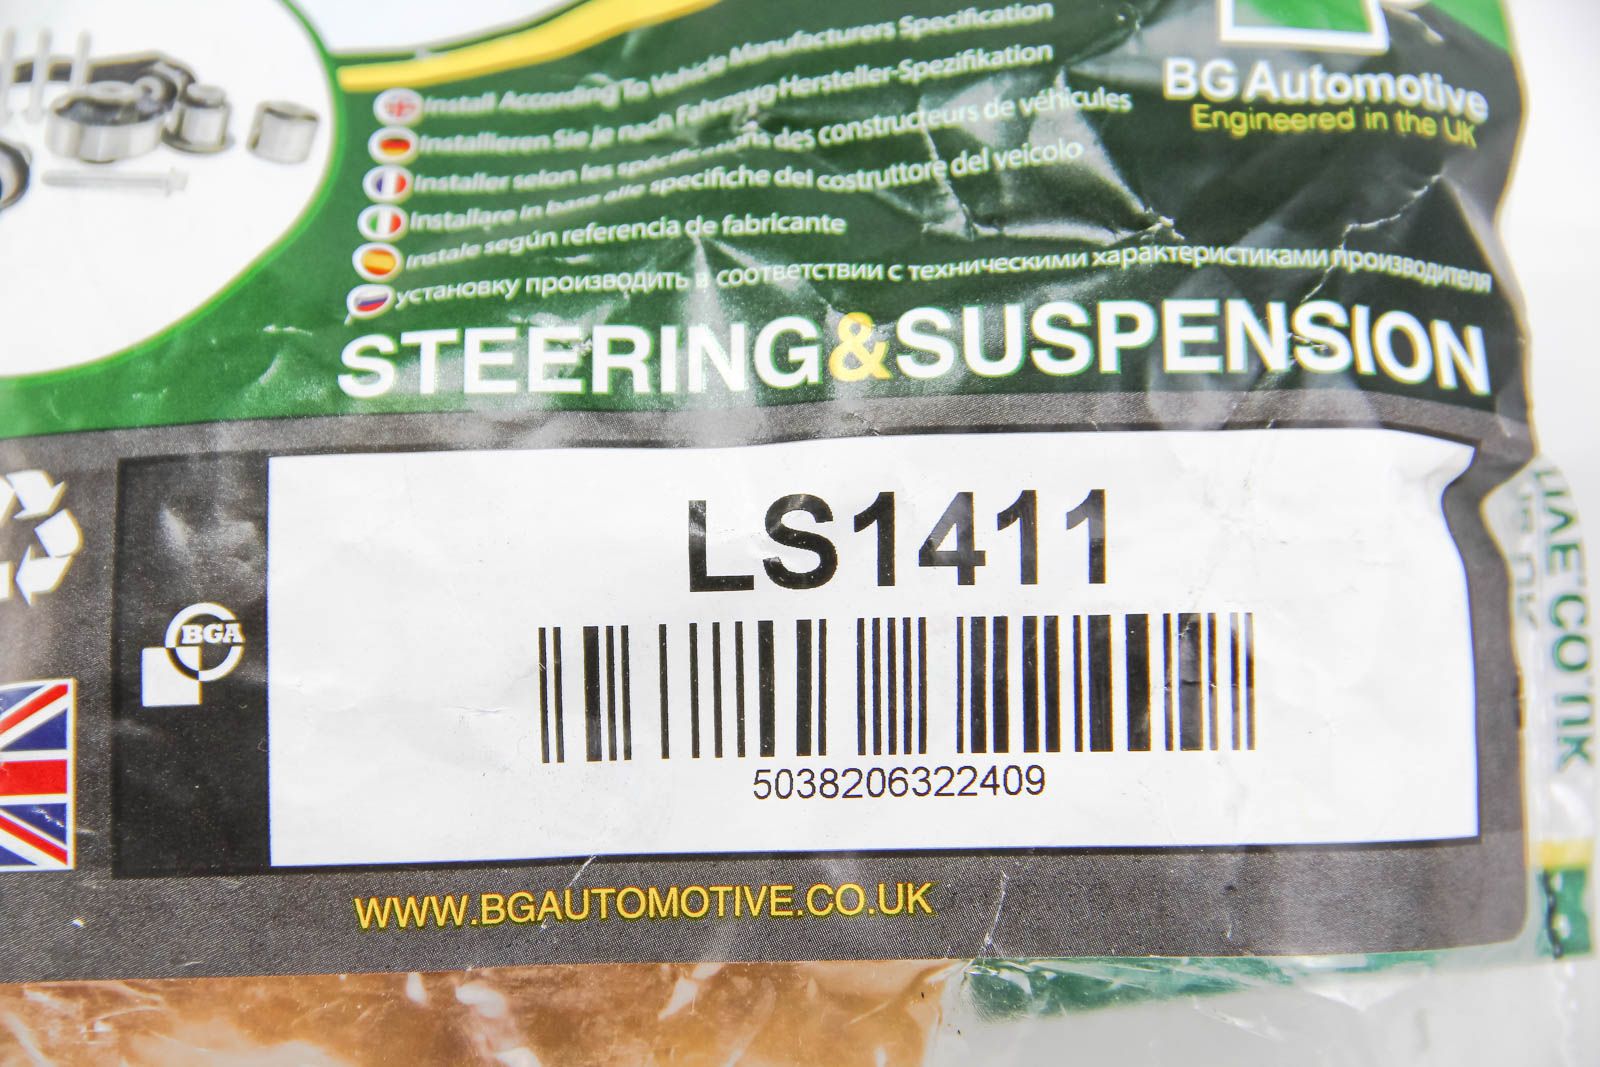 BG Automotive
Engineered in the UK
Install According To Vehicle Manufacturers Specification
Installieren Sie je nach Fahrzeug Hersteller-Spezifikation
Installer selon les spécifications des constructeurs de véhicules
Installare in base alle specifiche del costruttore del veicolo
Instale según referencia de fabricante
установку производить в соответствии с техническими характеристиками производителя
STEERING&SUSPENSION
LS1411
BGA
5038206322409
WWW.BGAUTOMOTIVE.CO.UK